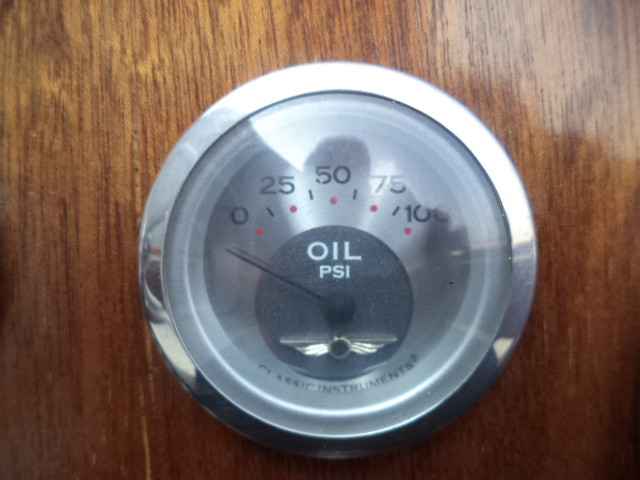 0 25 50 75 100
OIL
PSI
CLASSIC INSTRUMENTS®